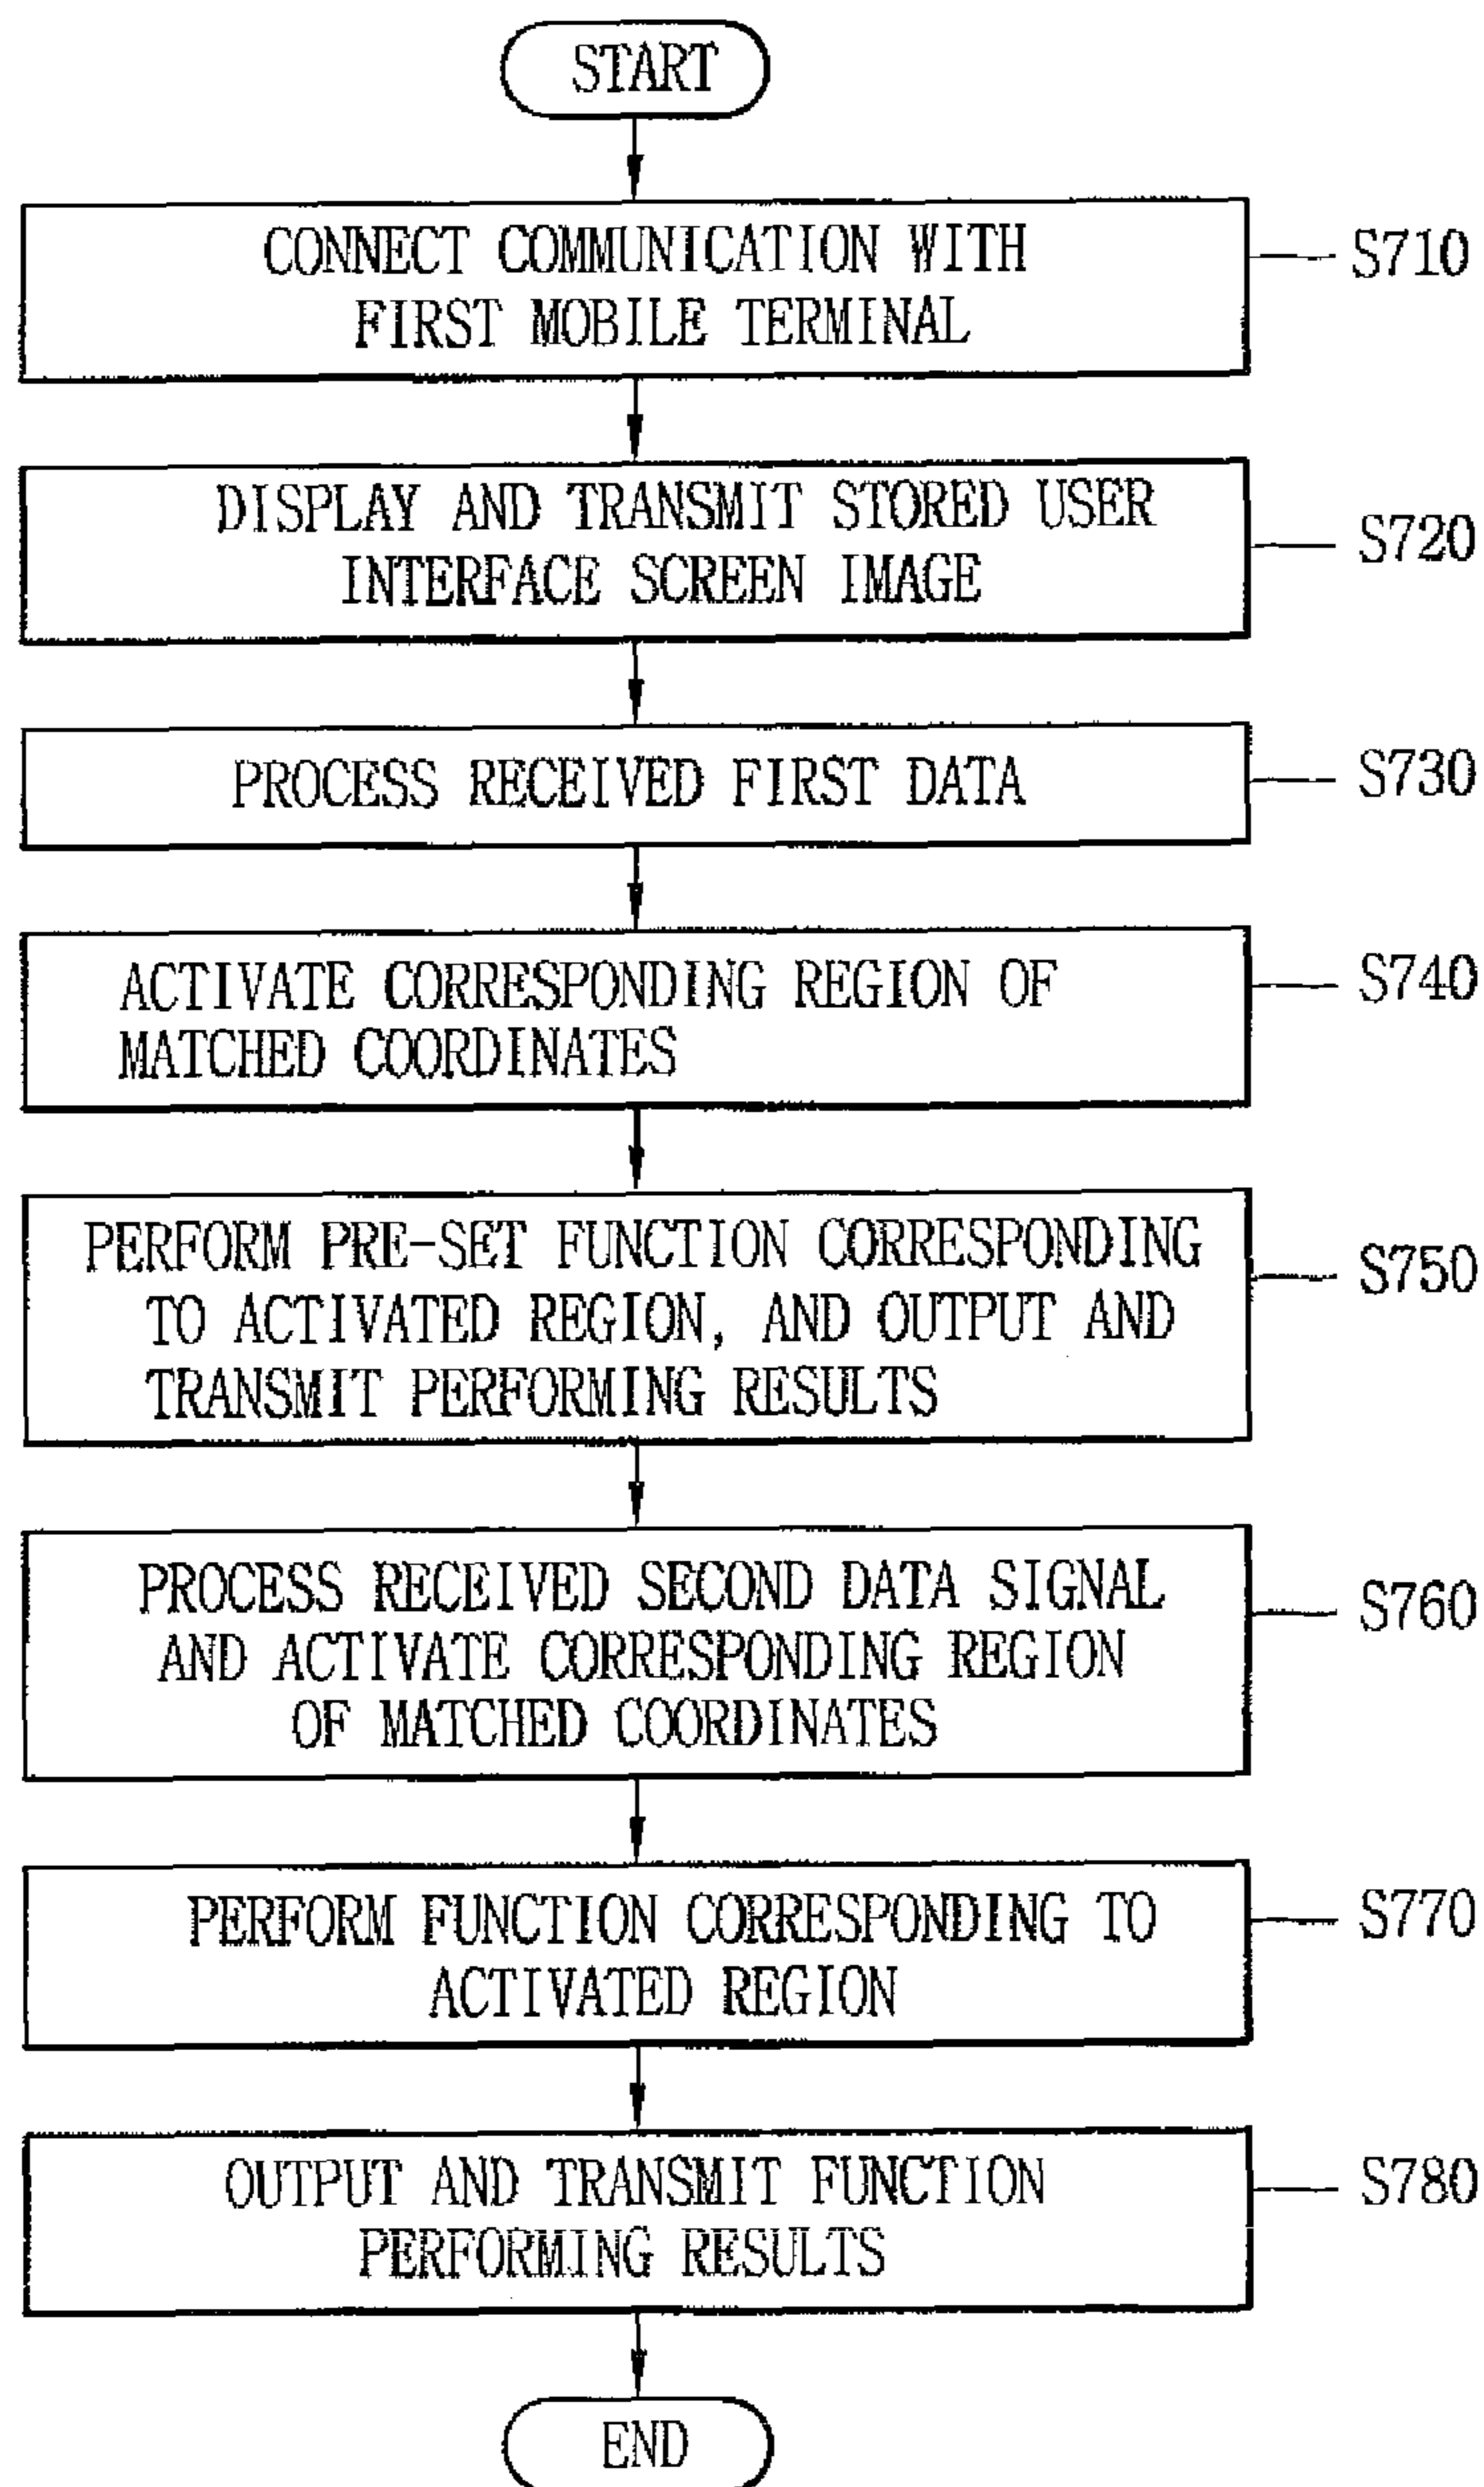 START
CONNECT COMMUNICATION WITH
FIRST MOBILE TERMINAL
S710
DISPLAY AND TRANSMIT STORED USER
INTERFACE SCREEN IMAGE
S720
PROCESS RECEIVED FIRST DATA
S730
ACTIVATE CORRESPONDING REGION OF
MATCHED COORDINATES
S740
PERFORM PRE-SET FUNCTION CORRESPONDING
TO ACTIVATED REGION, AND OUTPUT AND
TRANSMIT PERFORMING RESULTS
S750
PROCESS RECEIVED SECOND DATA SIGNAL
AND ACTIVATE CORRESPONDING REGION
OF MATCHED COORDINATES
S760
PERFORM FUNCTION CORRESPONDING TO
ACTIVATED REGION
S770
OUTPUT AND TRANSMIT FUNCTION
PERFORMING RESULTS
S780
END